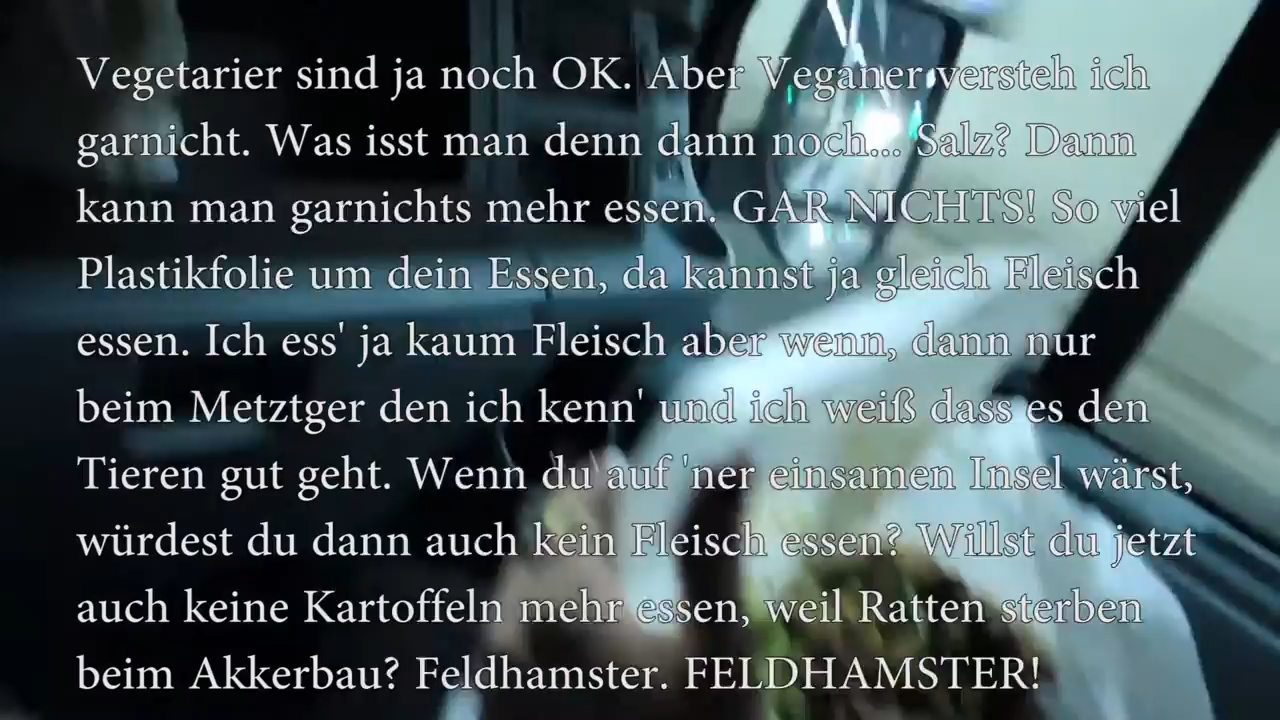 Vegetarier sind ja noch OK. Aber Veganer versteh ich
garnicht. Was isst man denn dann noch... Salz? Dann
kann man garnichts mehr essen. GAR NICHTS! So viel
Plastikfolie um dein Essen, da kannst ja gleich Fleisch
essen. Ich ess' ja kaum Fleisch aber wenn, dann nur
beim Metztger den ich kenn' und ich weiß dass es den
Tieren gut geht. Wenn du auf 'ner einsamen Insel wärst,
würdest du dann auch kein Fleisch essen? Willst du jetzt
auch keine Kartoffeln mehr essen, weil Ratten sterben
beim Akkerbau? Feldhamster. FELDHAMSTER!